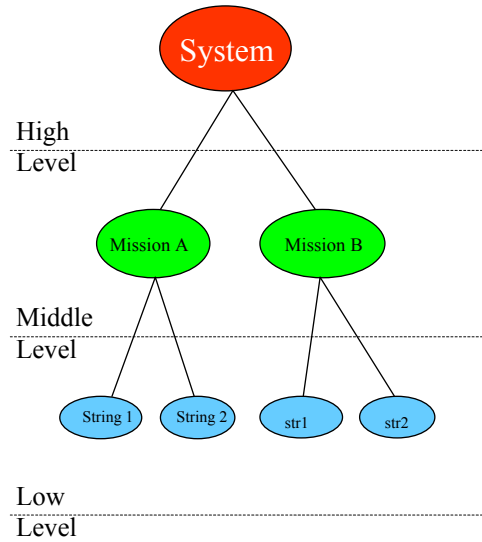 System
High
Level
Mission A
Mission B
Middle
Level
String 1
String 2
str1
str2
Low
Level